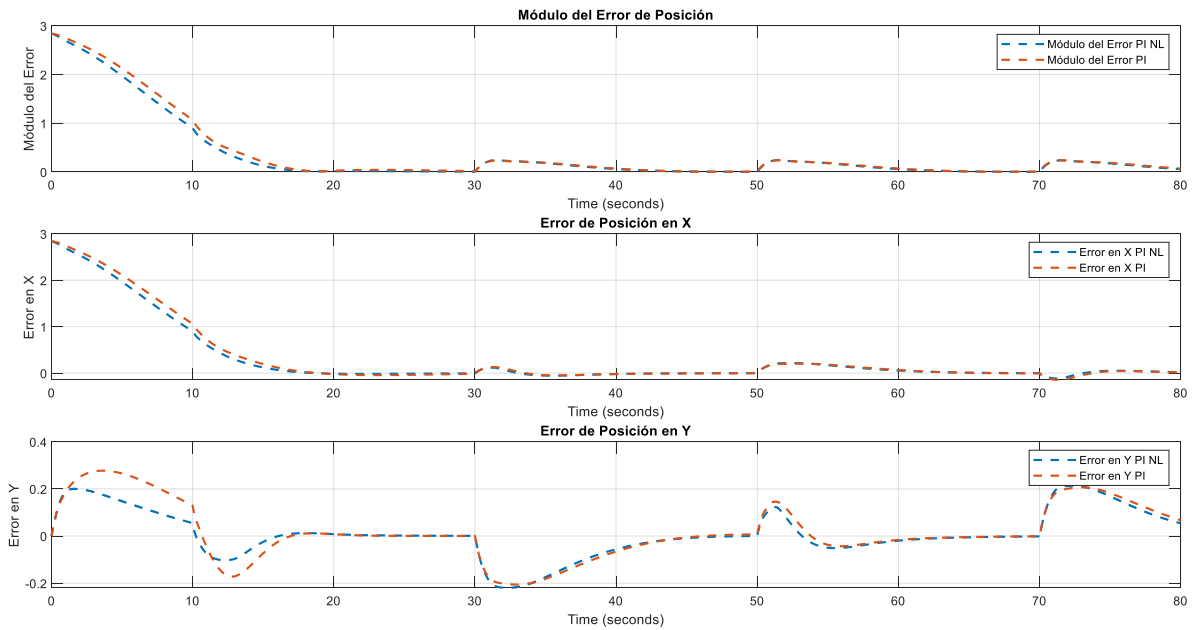 Módulo del Error de Posición
3
2
1
0
Módulo del Error
Módulo del Error PI NL
Módulo del Error PI
0 10 20 30 40 50 60 70 80
Time (seconds)
Error de Posición en X
3
2
1
0
Error en X
Error en X PI NL
Error en X PI
0 10 20 30 40 50 60 70 80
Time (seconds)
Error de Posición en Y
0.4
0.2
0
-0.2
Error en Y
Error en Y PI NL
Error en Y PI
0 10 20 30 40 50 60 70 80
Time (seconds)